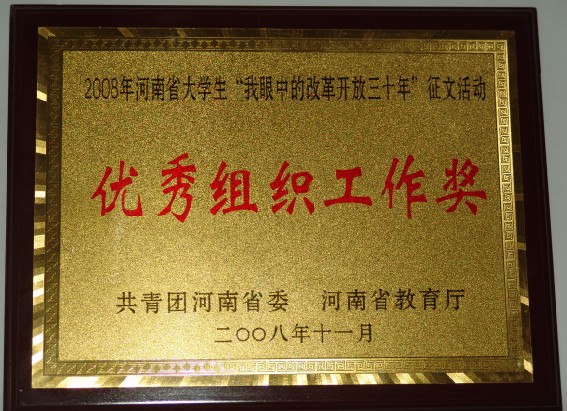 2008年河南省大学生“我眼中的改革开放三十年”征文活动
优秀组织工作奖
共青团河南省委 河南省教育厅
二〇〇八年十一月